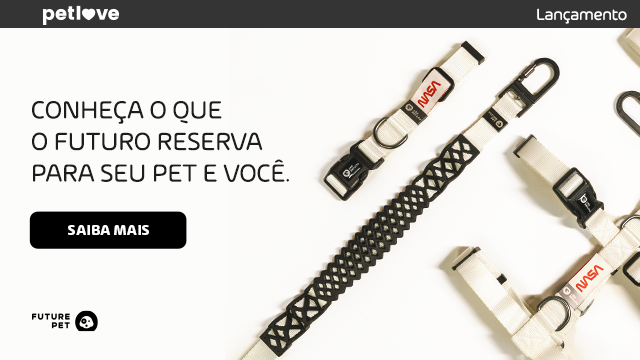 petlove
Lançamento
CONHEÇA O QUE
O FUTURO RESERVA
PARA SEU PET E VOCÊ.
SAIBA MAIS
FUTURE
PET
NASA
NASA